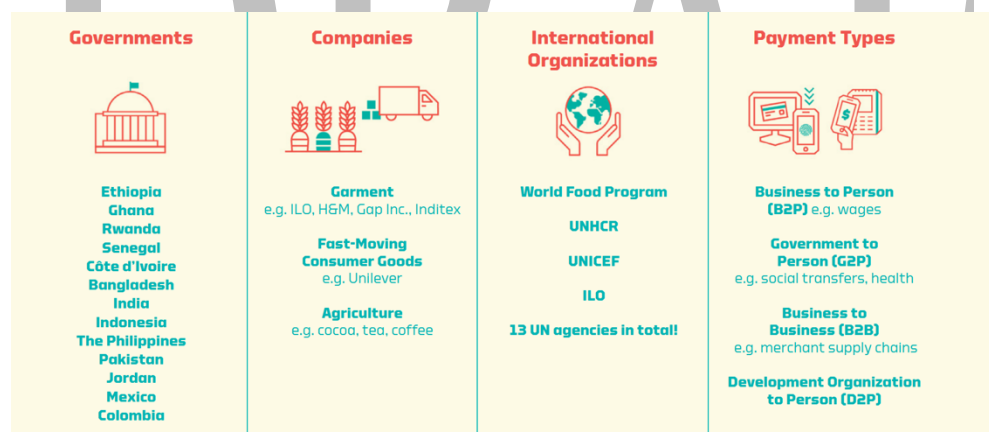 Governments
Ethiopia
Ghana
Rwanda
Senegal
Côte d'Ivoire
Bangladesh
India
Indonesia
The Philippines
Pakistan
Jordan
Mexico
Colombia
Companies
Garment
e.g. ILO, H&M, Gap Inc., Inditex
Fast-Moving
Consumer Goods
e.g. Unilever
Agriculture
e.g. cocoa, tea, coffee
International
Organizations
World Food Program
UNHCR
UNICEF
ILO
13 UN agencies in total!
Payment Types
$
Business to Person
(B2P) e.g. wages
Government to
Person (G2P)
e.g. social transfers, health
Business to
Business (B2B)
e.g. merchant supply chains
Development Organization
to Person (D2P)